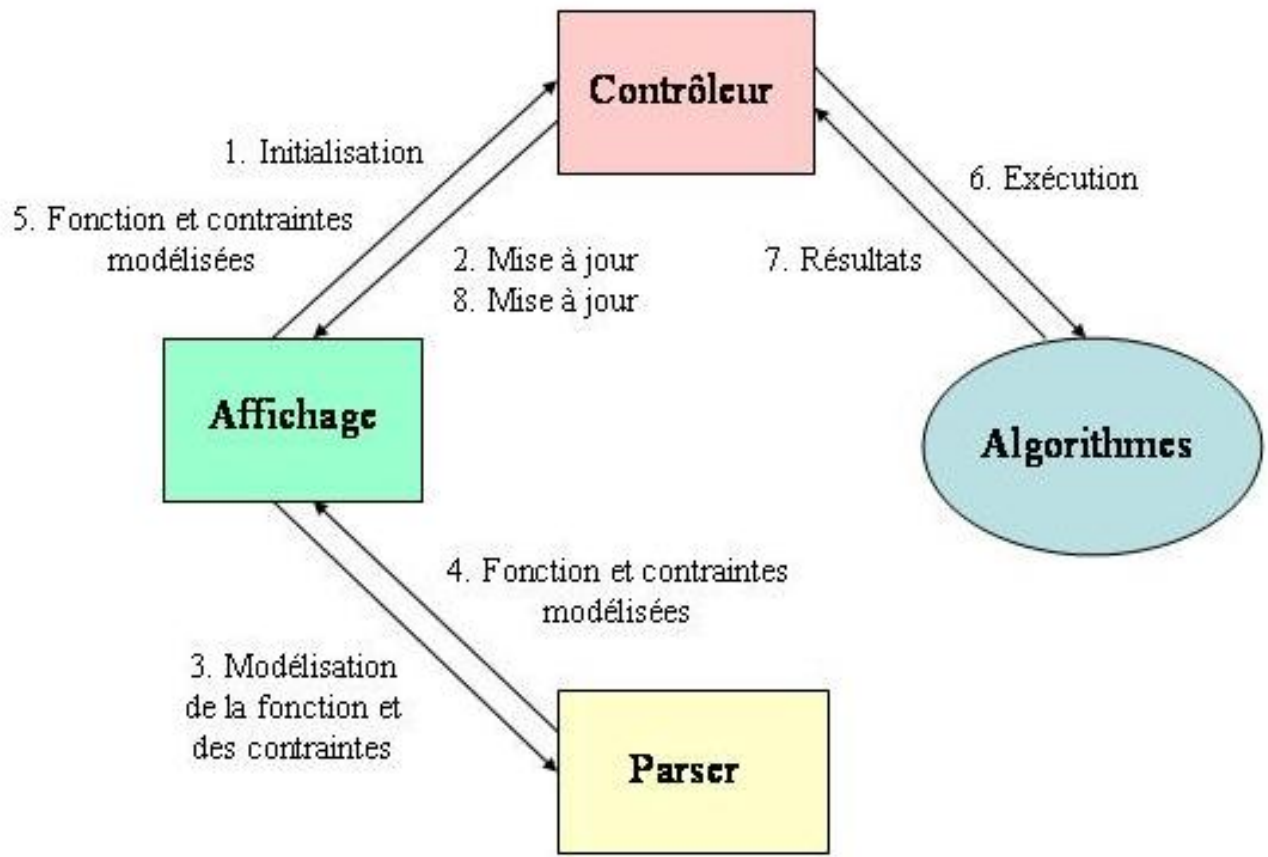 Contrôleur
1. Initialisation
5. Fonction et contraintes
modélisées
2. Mise à jour
8. Mise à jour
6. Exécution
7. Résultats
Affichage
Algorithmes
4. Fonction et contraintes
modélisées
3. Modélisation
de la fonction et
des contraintes
Parser